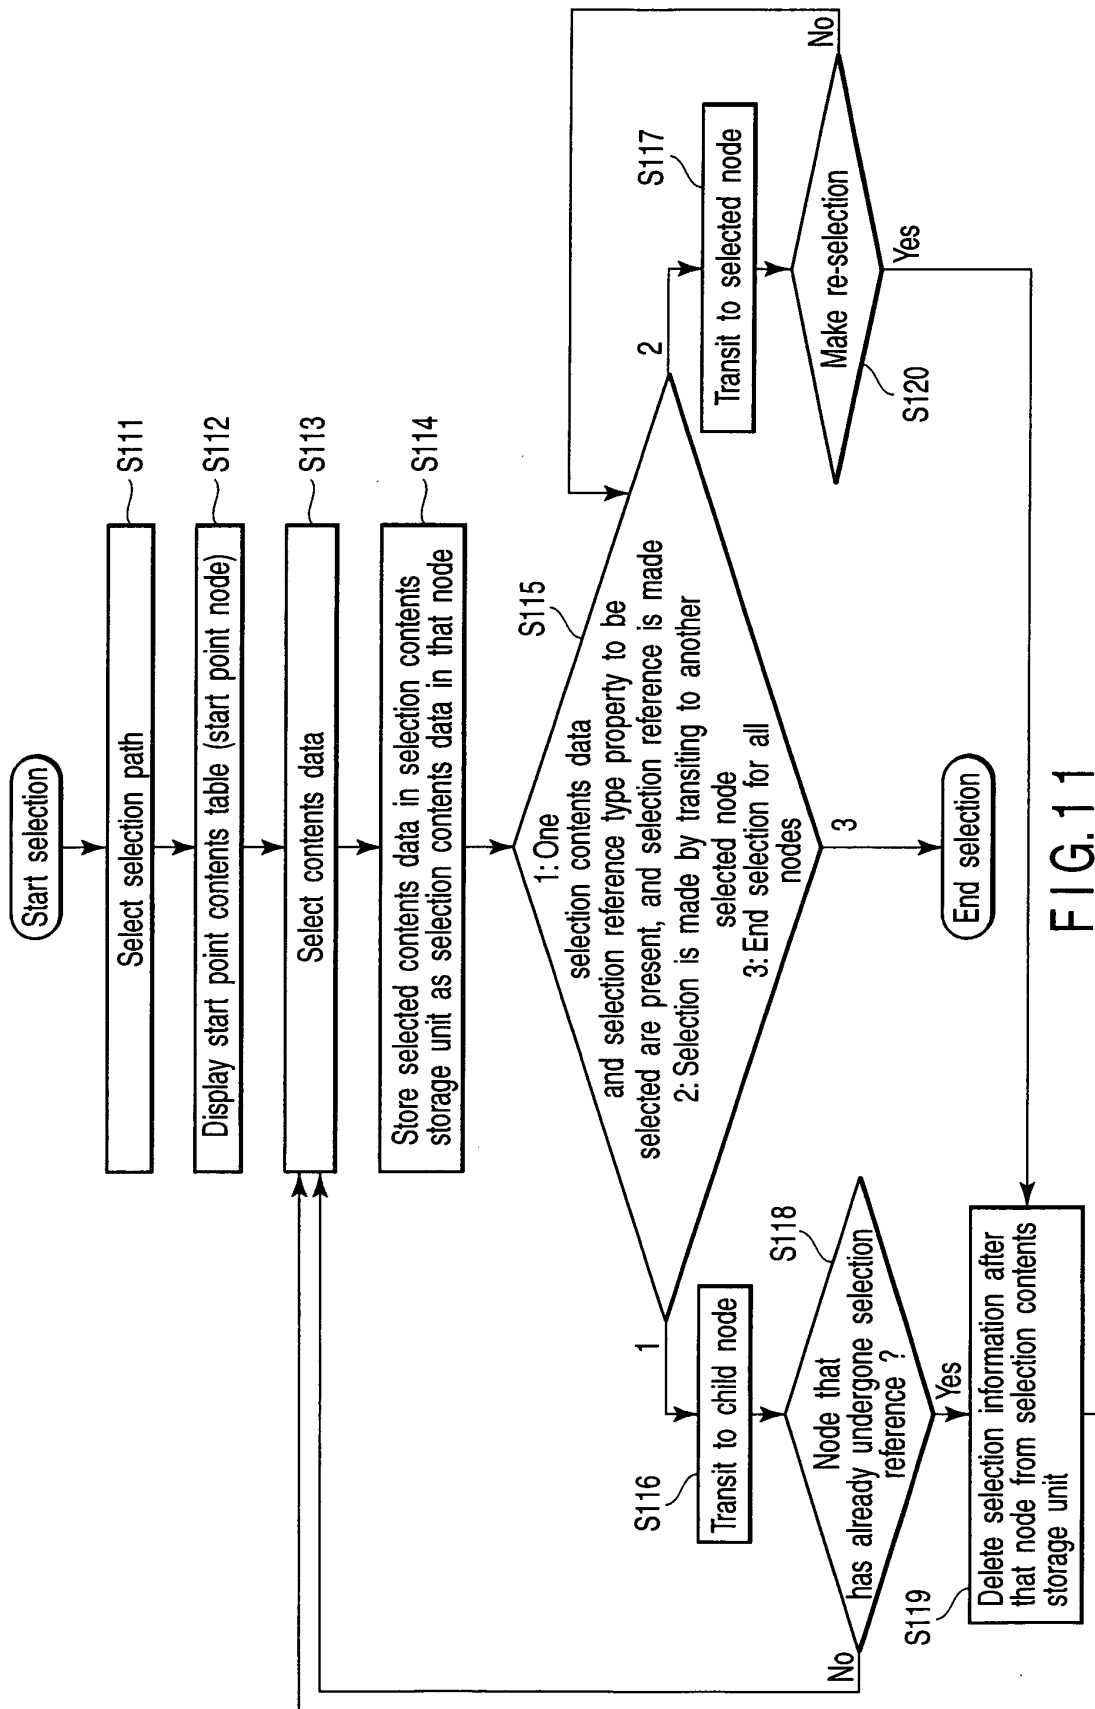 Start selection
Select selection path
S111
Display start point contents table (start point node)
S112
Select contents data
S113
Store selected contents data in selection contents
storage unit as selection contents data in that node
S114
S115
1: One
selection contents data
and selection reference type property to be
selected are present, and selection reference is made
2: Selection is made by transiting to another
selected node
3: End selection for all
nodes
1
2
3
S116
Transit to child node
S117
Transit to selected node
S118
Node that
has already undergone selection
reference ?
No
Yes
Make re-selection
S120
No
Yes
S119
Delete selection information after
that node from selection contents
storage unit
End selection
FIG. 11